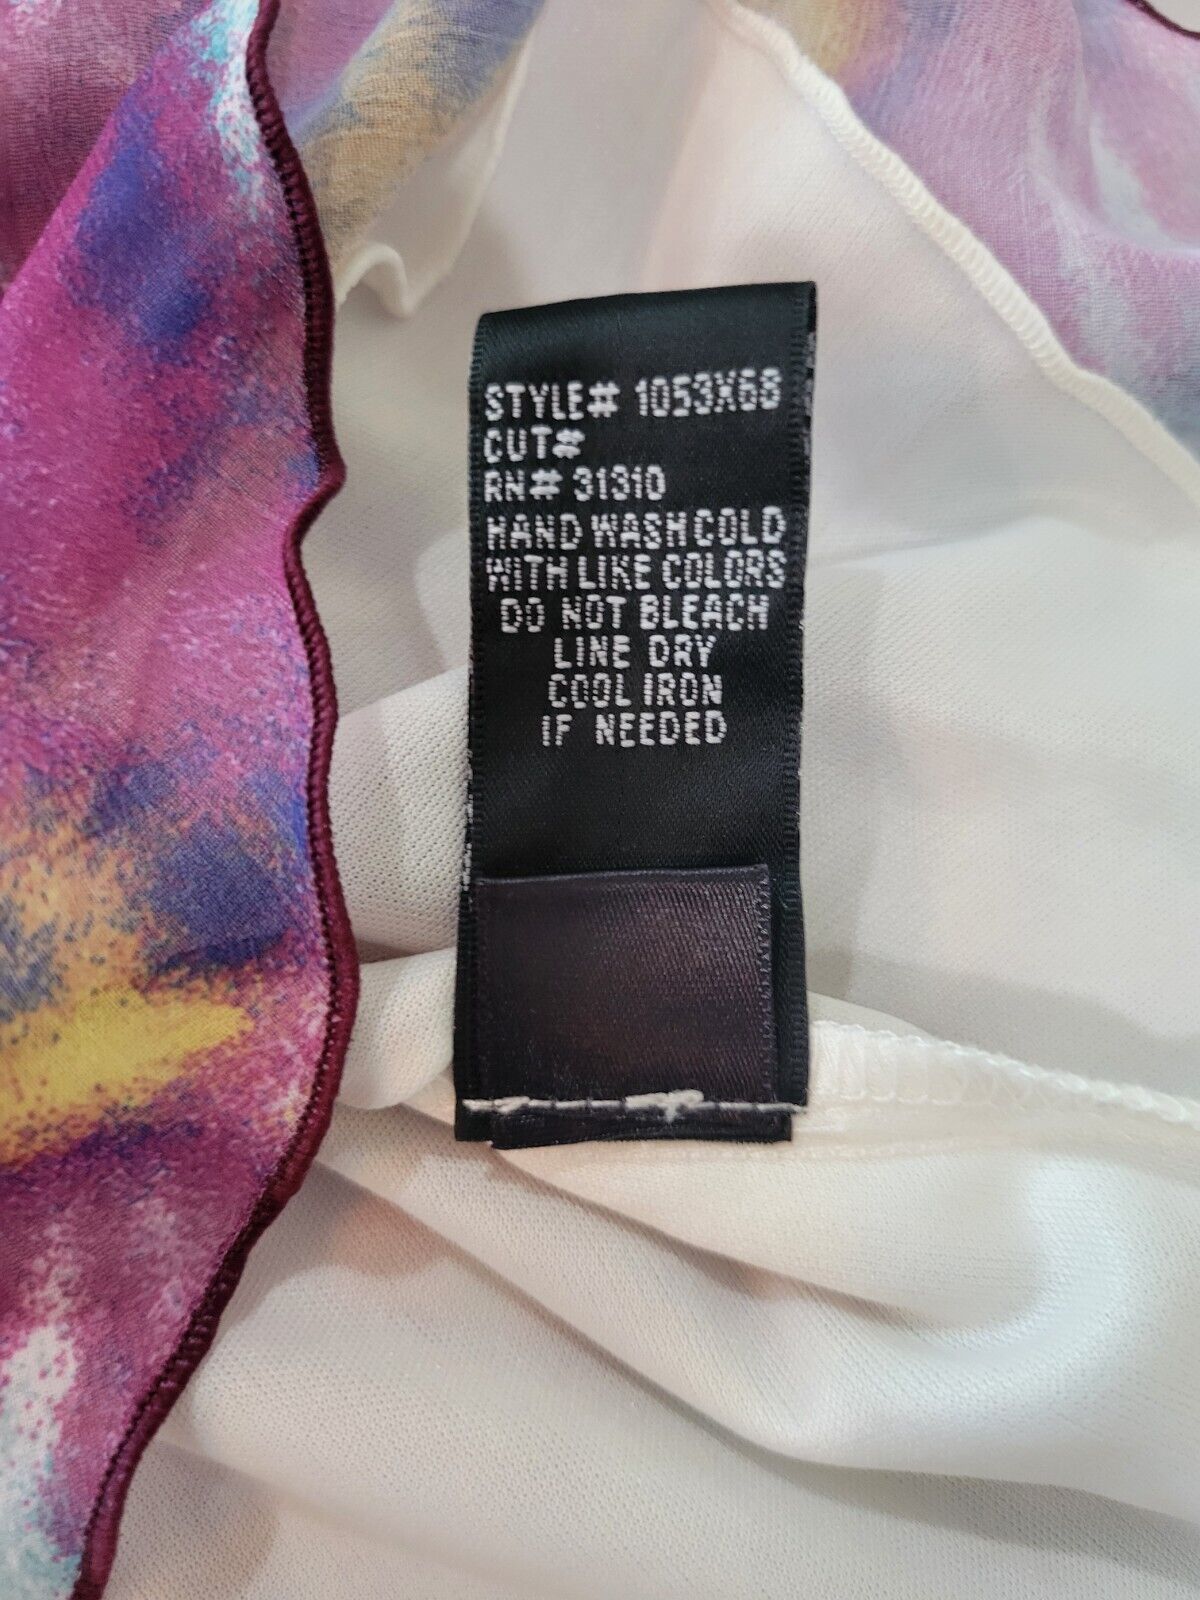 STYLE# 1053X68
CUT#
RN# 31310
HAND WASH COLD
WITH LIKE COLORS
DO NOT BLEACH
LINE DRY
COOL IRON
IF NEEDED